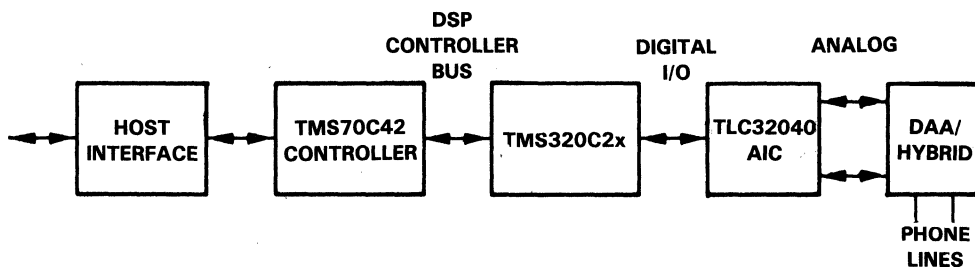 DSP
CONTROLLER
BUS
DIGITAL
I/O
ANALOG
HOST
INTERFACE
TMS70C42
CONTROLLER
TMS320C2x
TLC32040
AIC
DAA/
HYBRID
PHONE
LINES